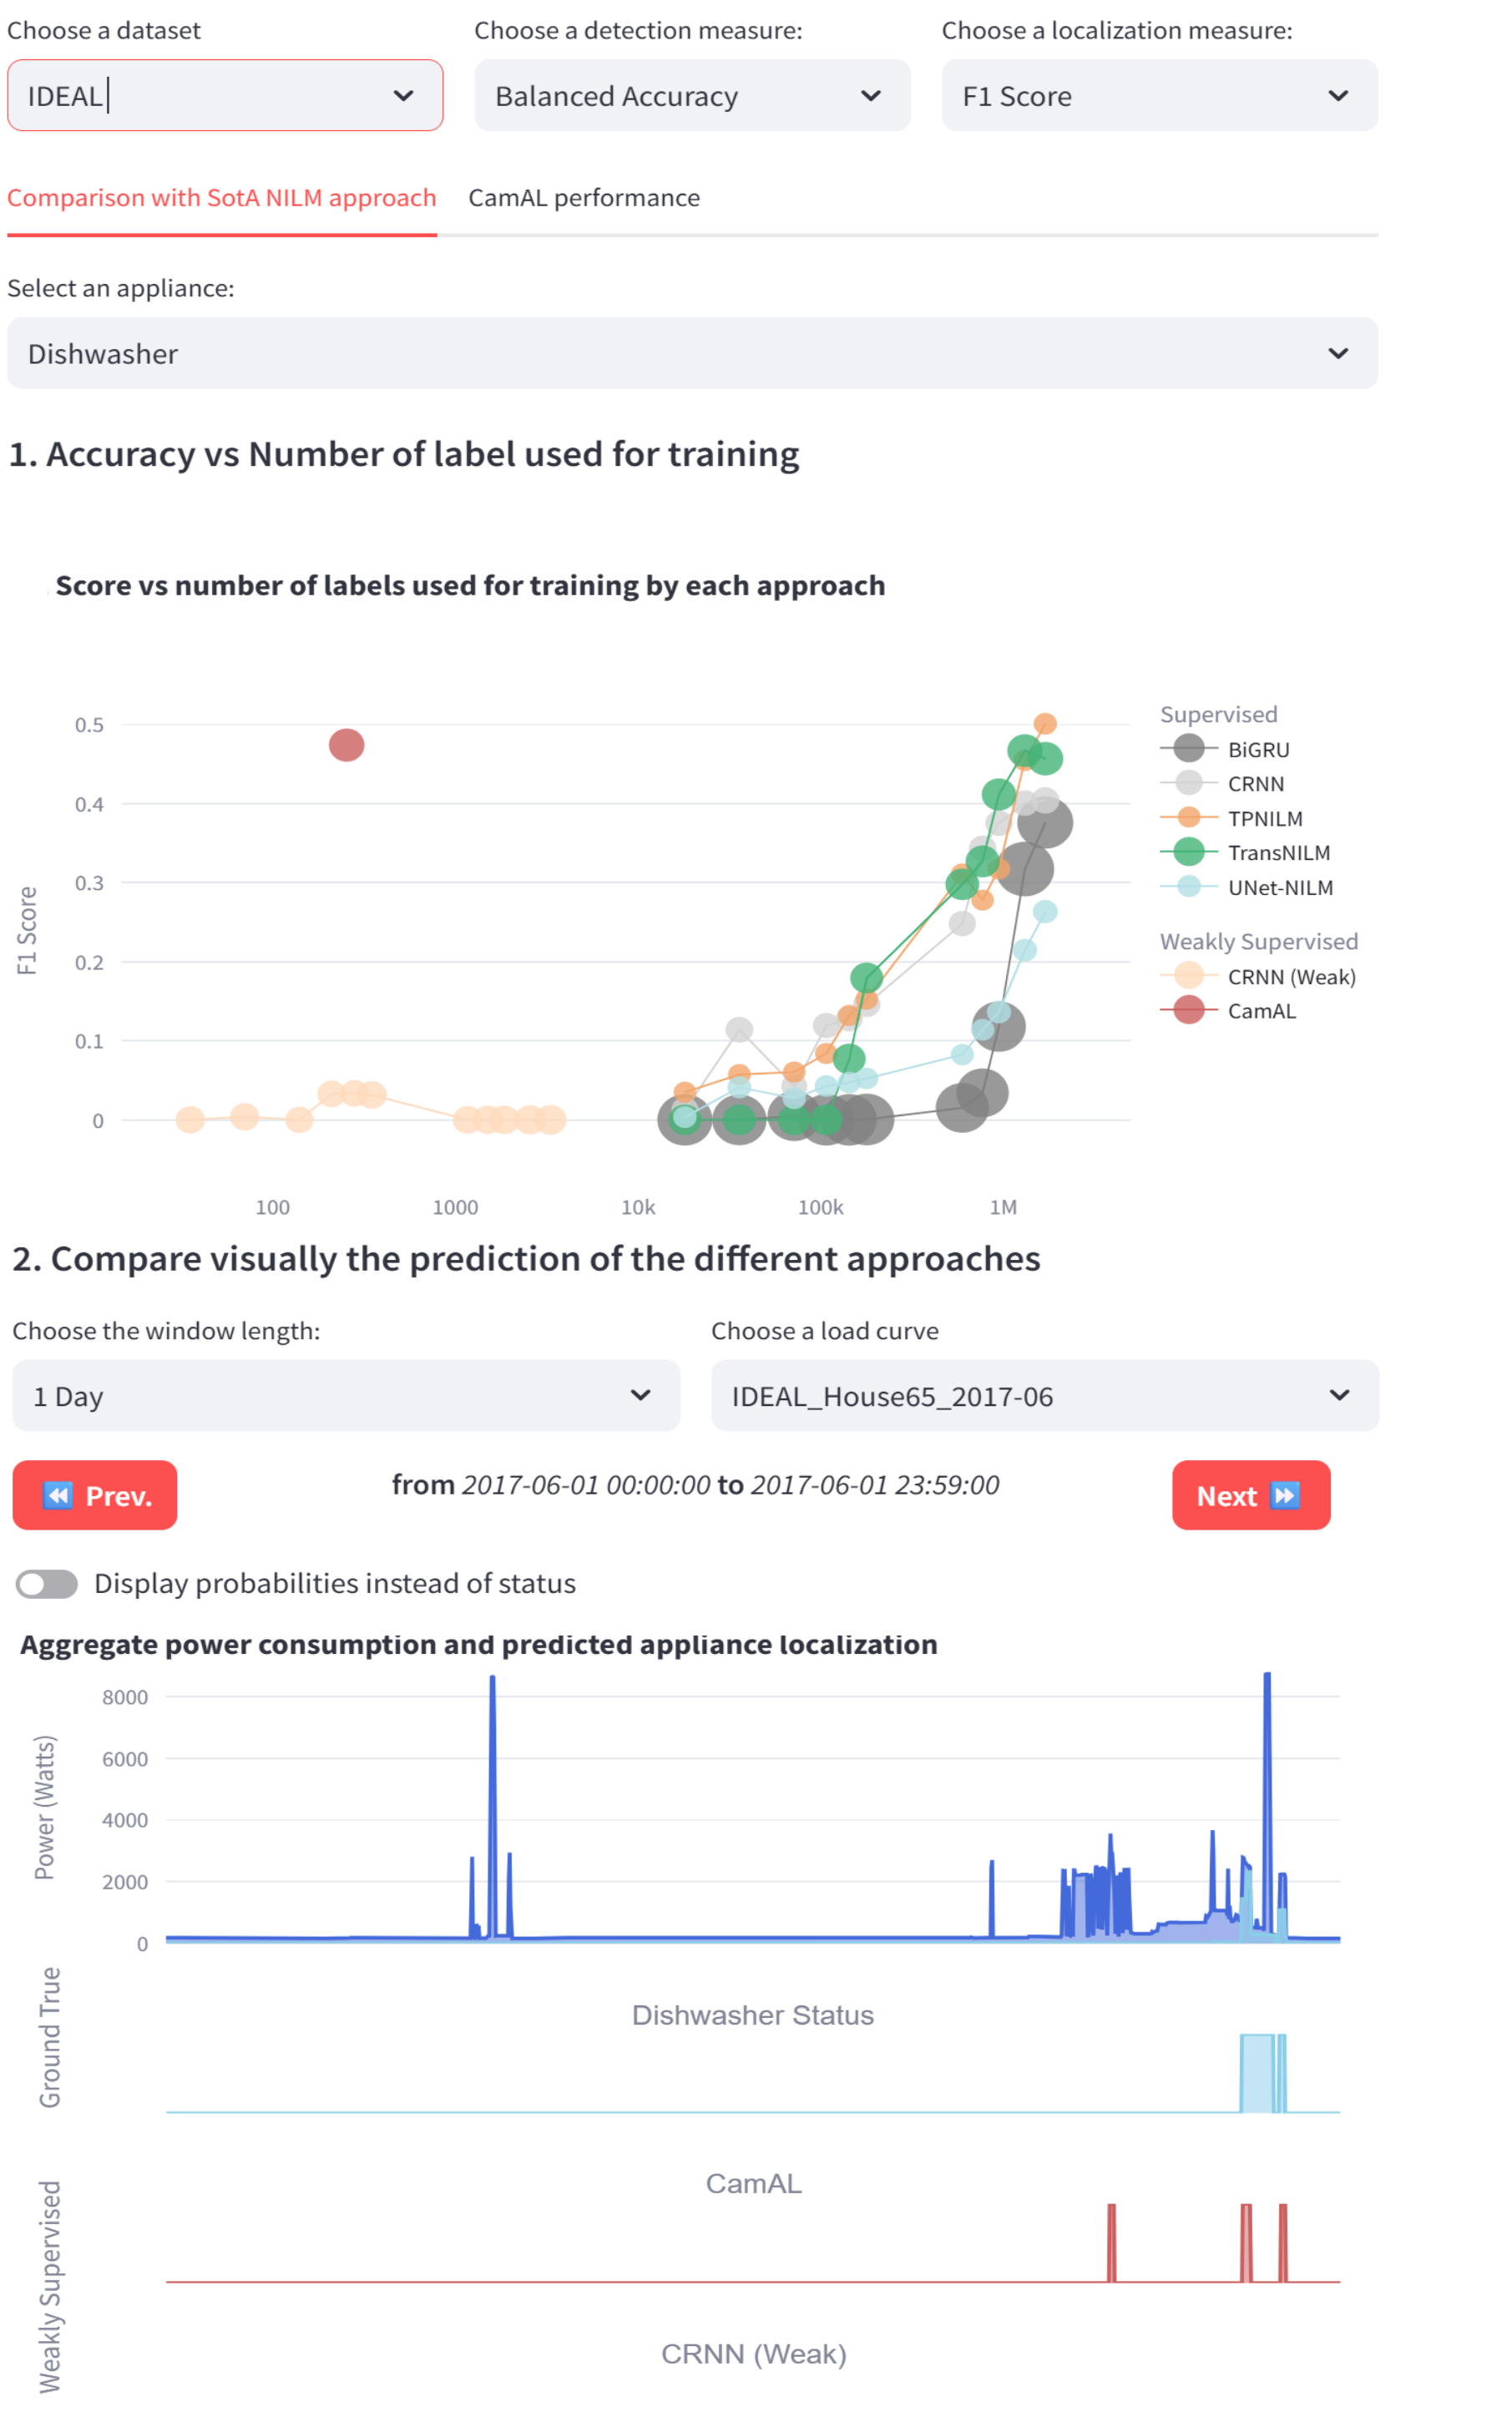 Choose a dataset
Choose a detection measure:
Choose a localization measure:
IDEAL
Balanced Accuracy
F1 Score
Comparison with SotA NILM approach
CamAL performance
Select an appliance:
Dishwasher
1. Accuracy vs Number of label used for training
Score vs number of labels used for training by each approach
F1 Score
0.5
0.4
0.3
0.2
0.1
0
100
1000
10k
100k
1M
Supervised
BiGRU
CRNN
TPNILM
TransNILM
UNet-NILM
Weakly Supervised
CRNN (Weak)
CamAL
2. Compare visually the prediction of the different approaches
Choose the window length:
Choose a load curve
1 Day
IDEAL_House65_2017-06
Prev.
from 2017-06-01 00:00:00 to 2017-06-01 23:59:00
Next
Display probabilities instead of status
Aggregate power consumption and predicted appliance localization
Power (Watts)
8000
6000
4000
2000
0
Dishwasher Status
Ground True
CamAL
Weakly Supervised
CRNN (Weak)